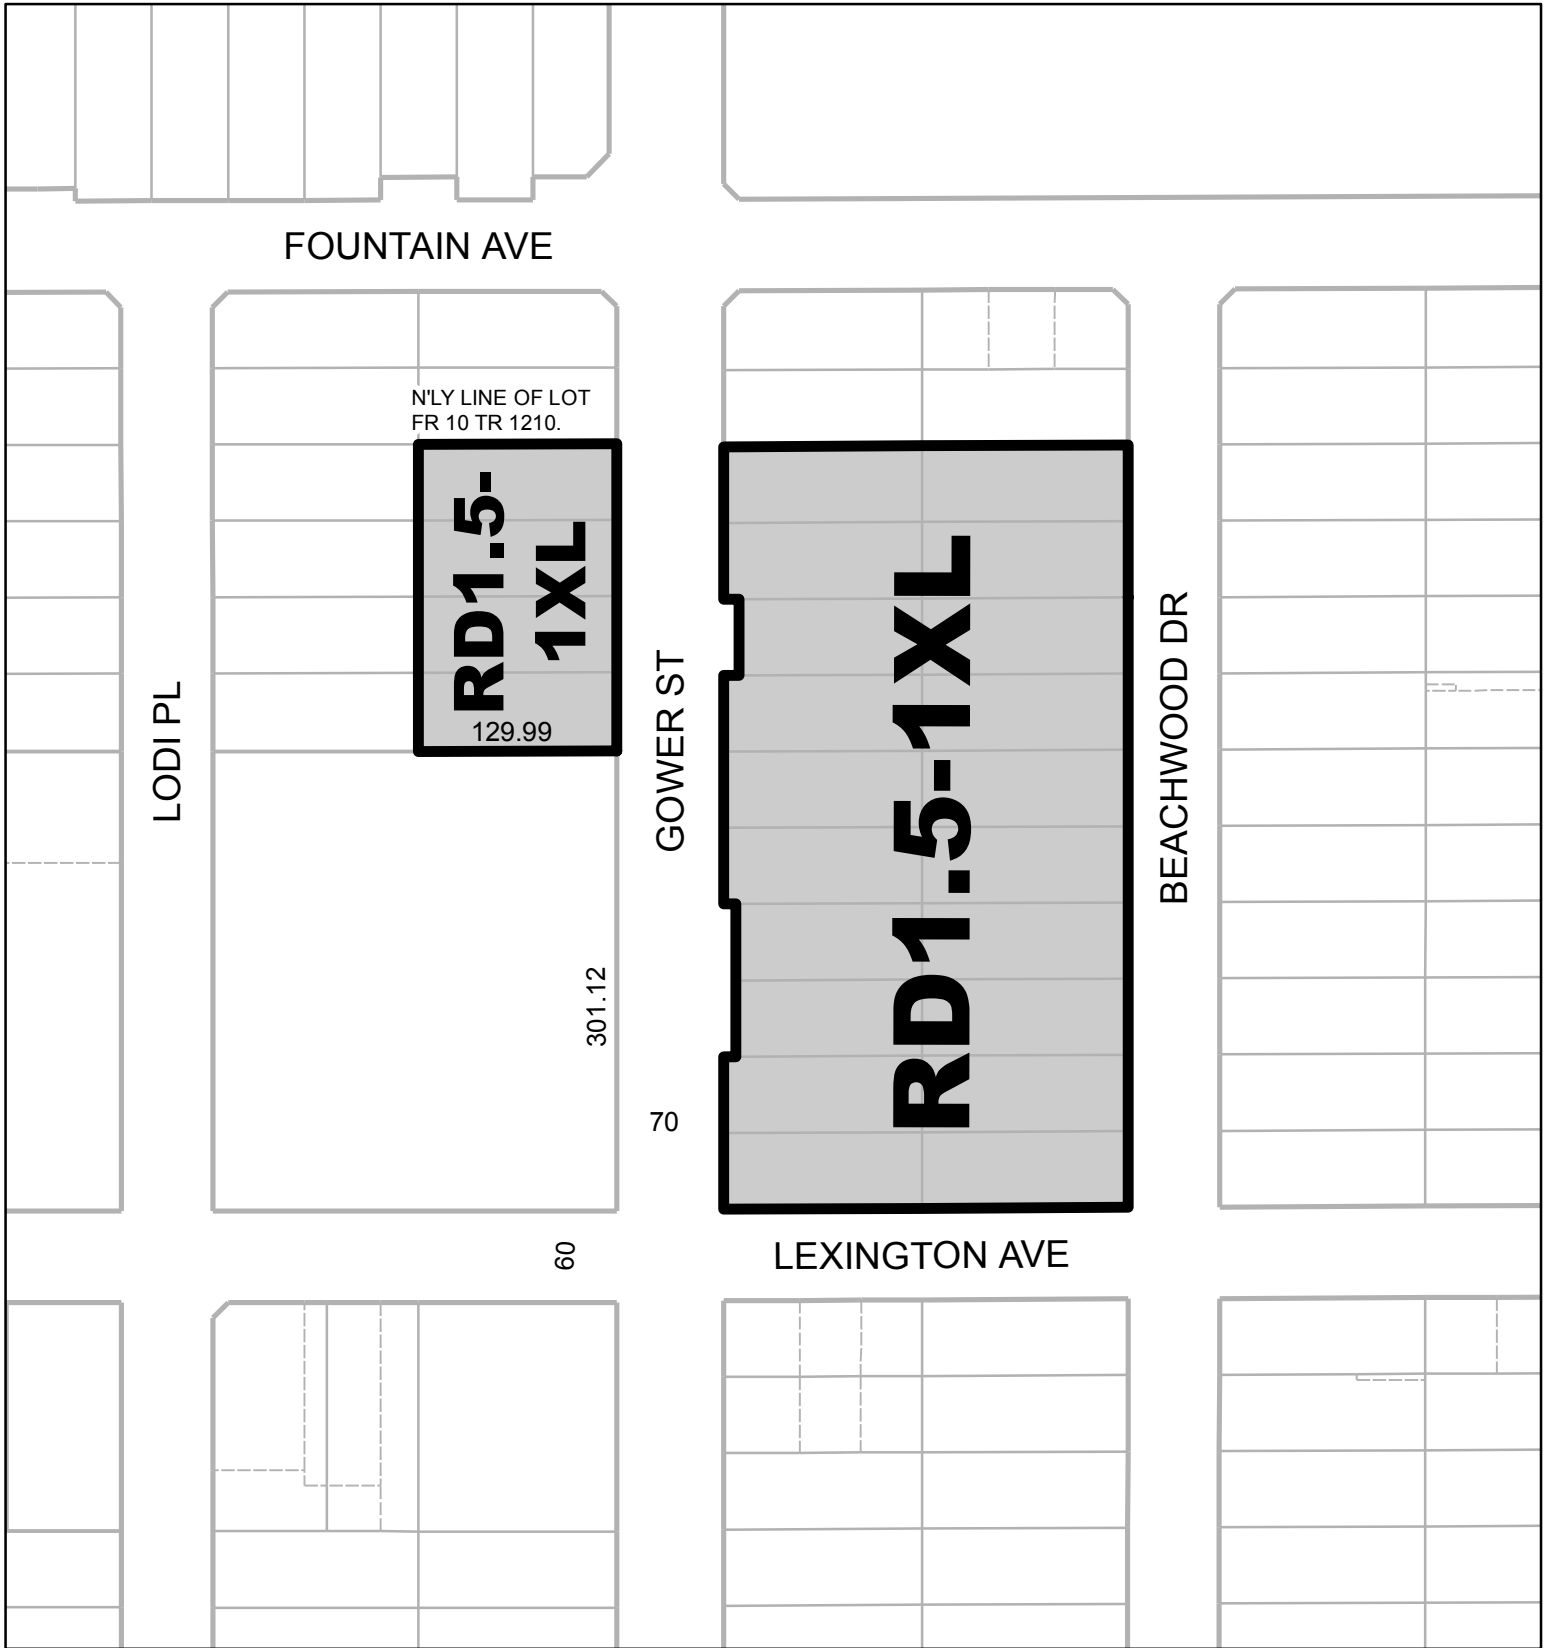 FOUNTAIN AVE
N'LY LINE OF LOT
FR 10 TR 1210.
RD1.5-
1XL
129.99
LODI PL
GOWER ST
RD1.5-1XL
BEACHWOOD DR
301.12
70
60
LEXINGTON AVE